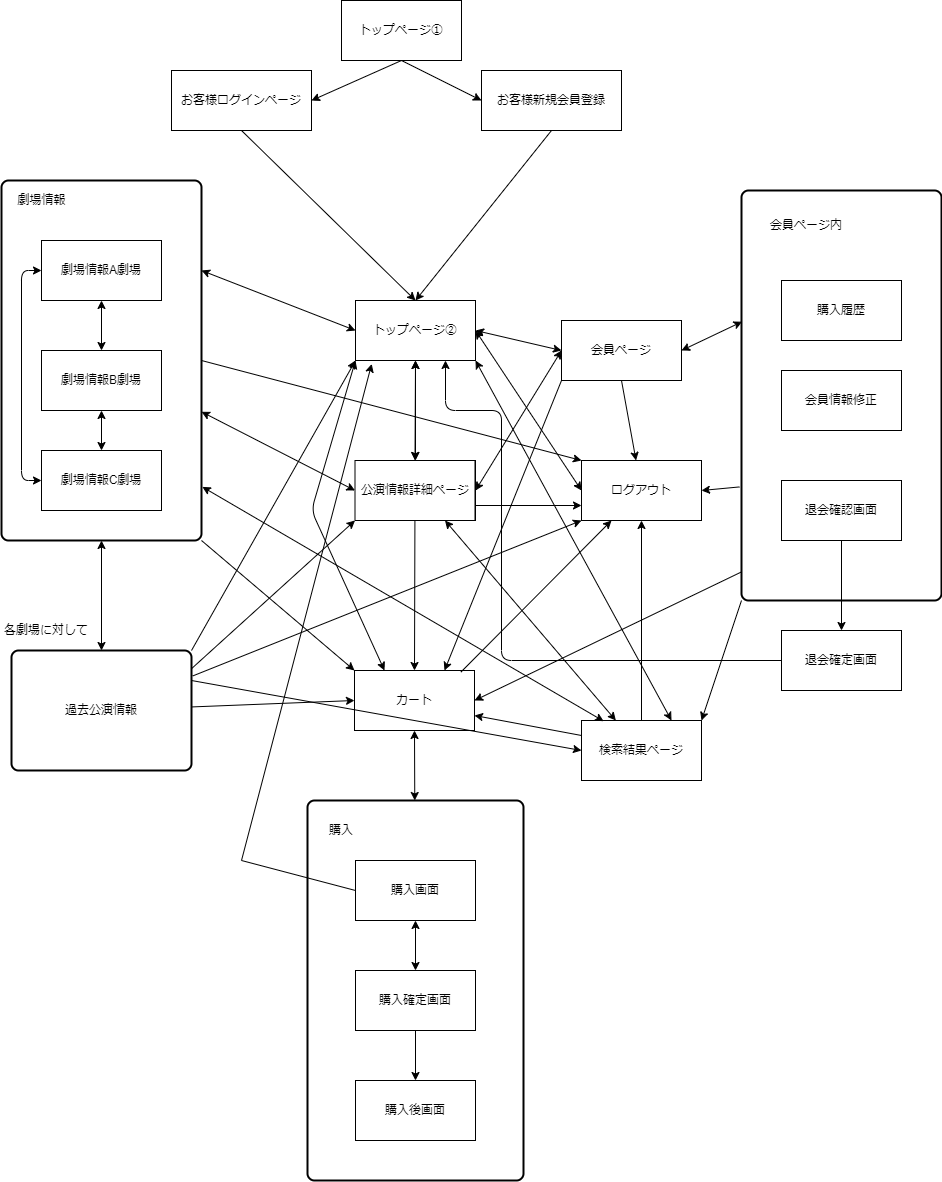 トップページ①
お客様ログインページ
お客様新規会員登録
劇場情報
劇場情報A劇場
劇場情報B劇場
劇場情報C劇場
トップページ②
会員ページ
会員ページ内
購入履歴
会員情報修正
退会確認画面
公演情報詳細ページ
ログアウト
各劇場に対して
過去公演情報
退会確定画面
カート
検索結果ページ
購入
購入画面
購入確定画面
購入後画面